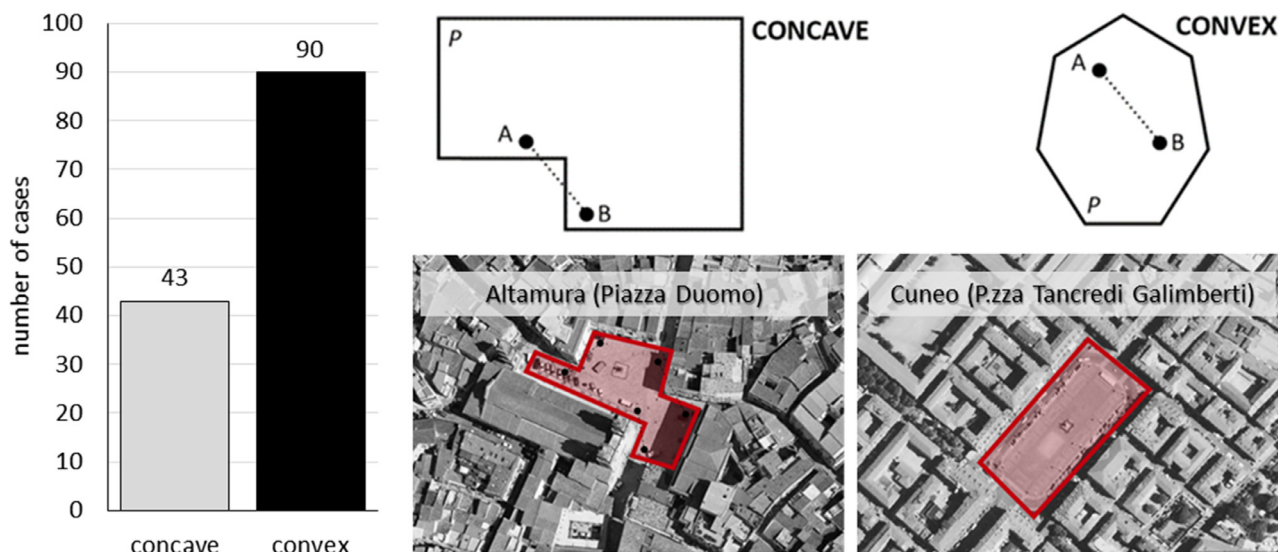 100
90
80
70
60
50
40
30
20
10
0
number of cases
43
90
concave
convex
P
A
B
CONCAVE
A
B
P
CONVEX
Altamura (Piazza Duomo)
Cuneo (P.zza Tancredi Galimberti)